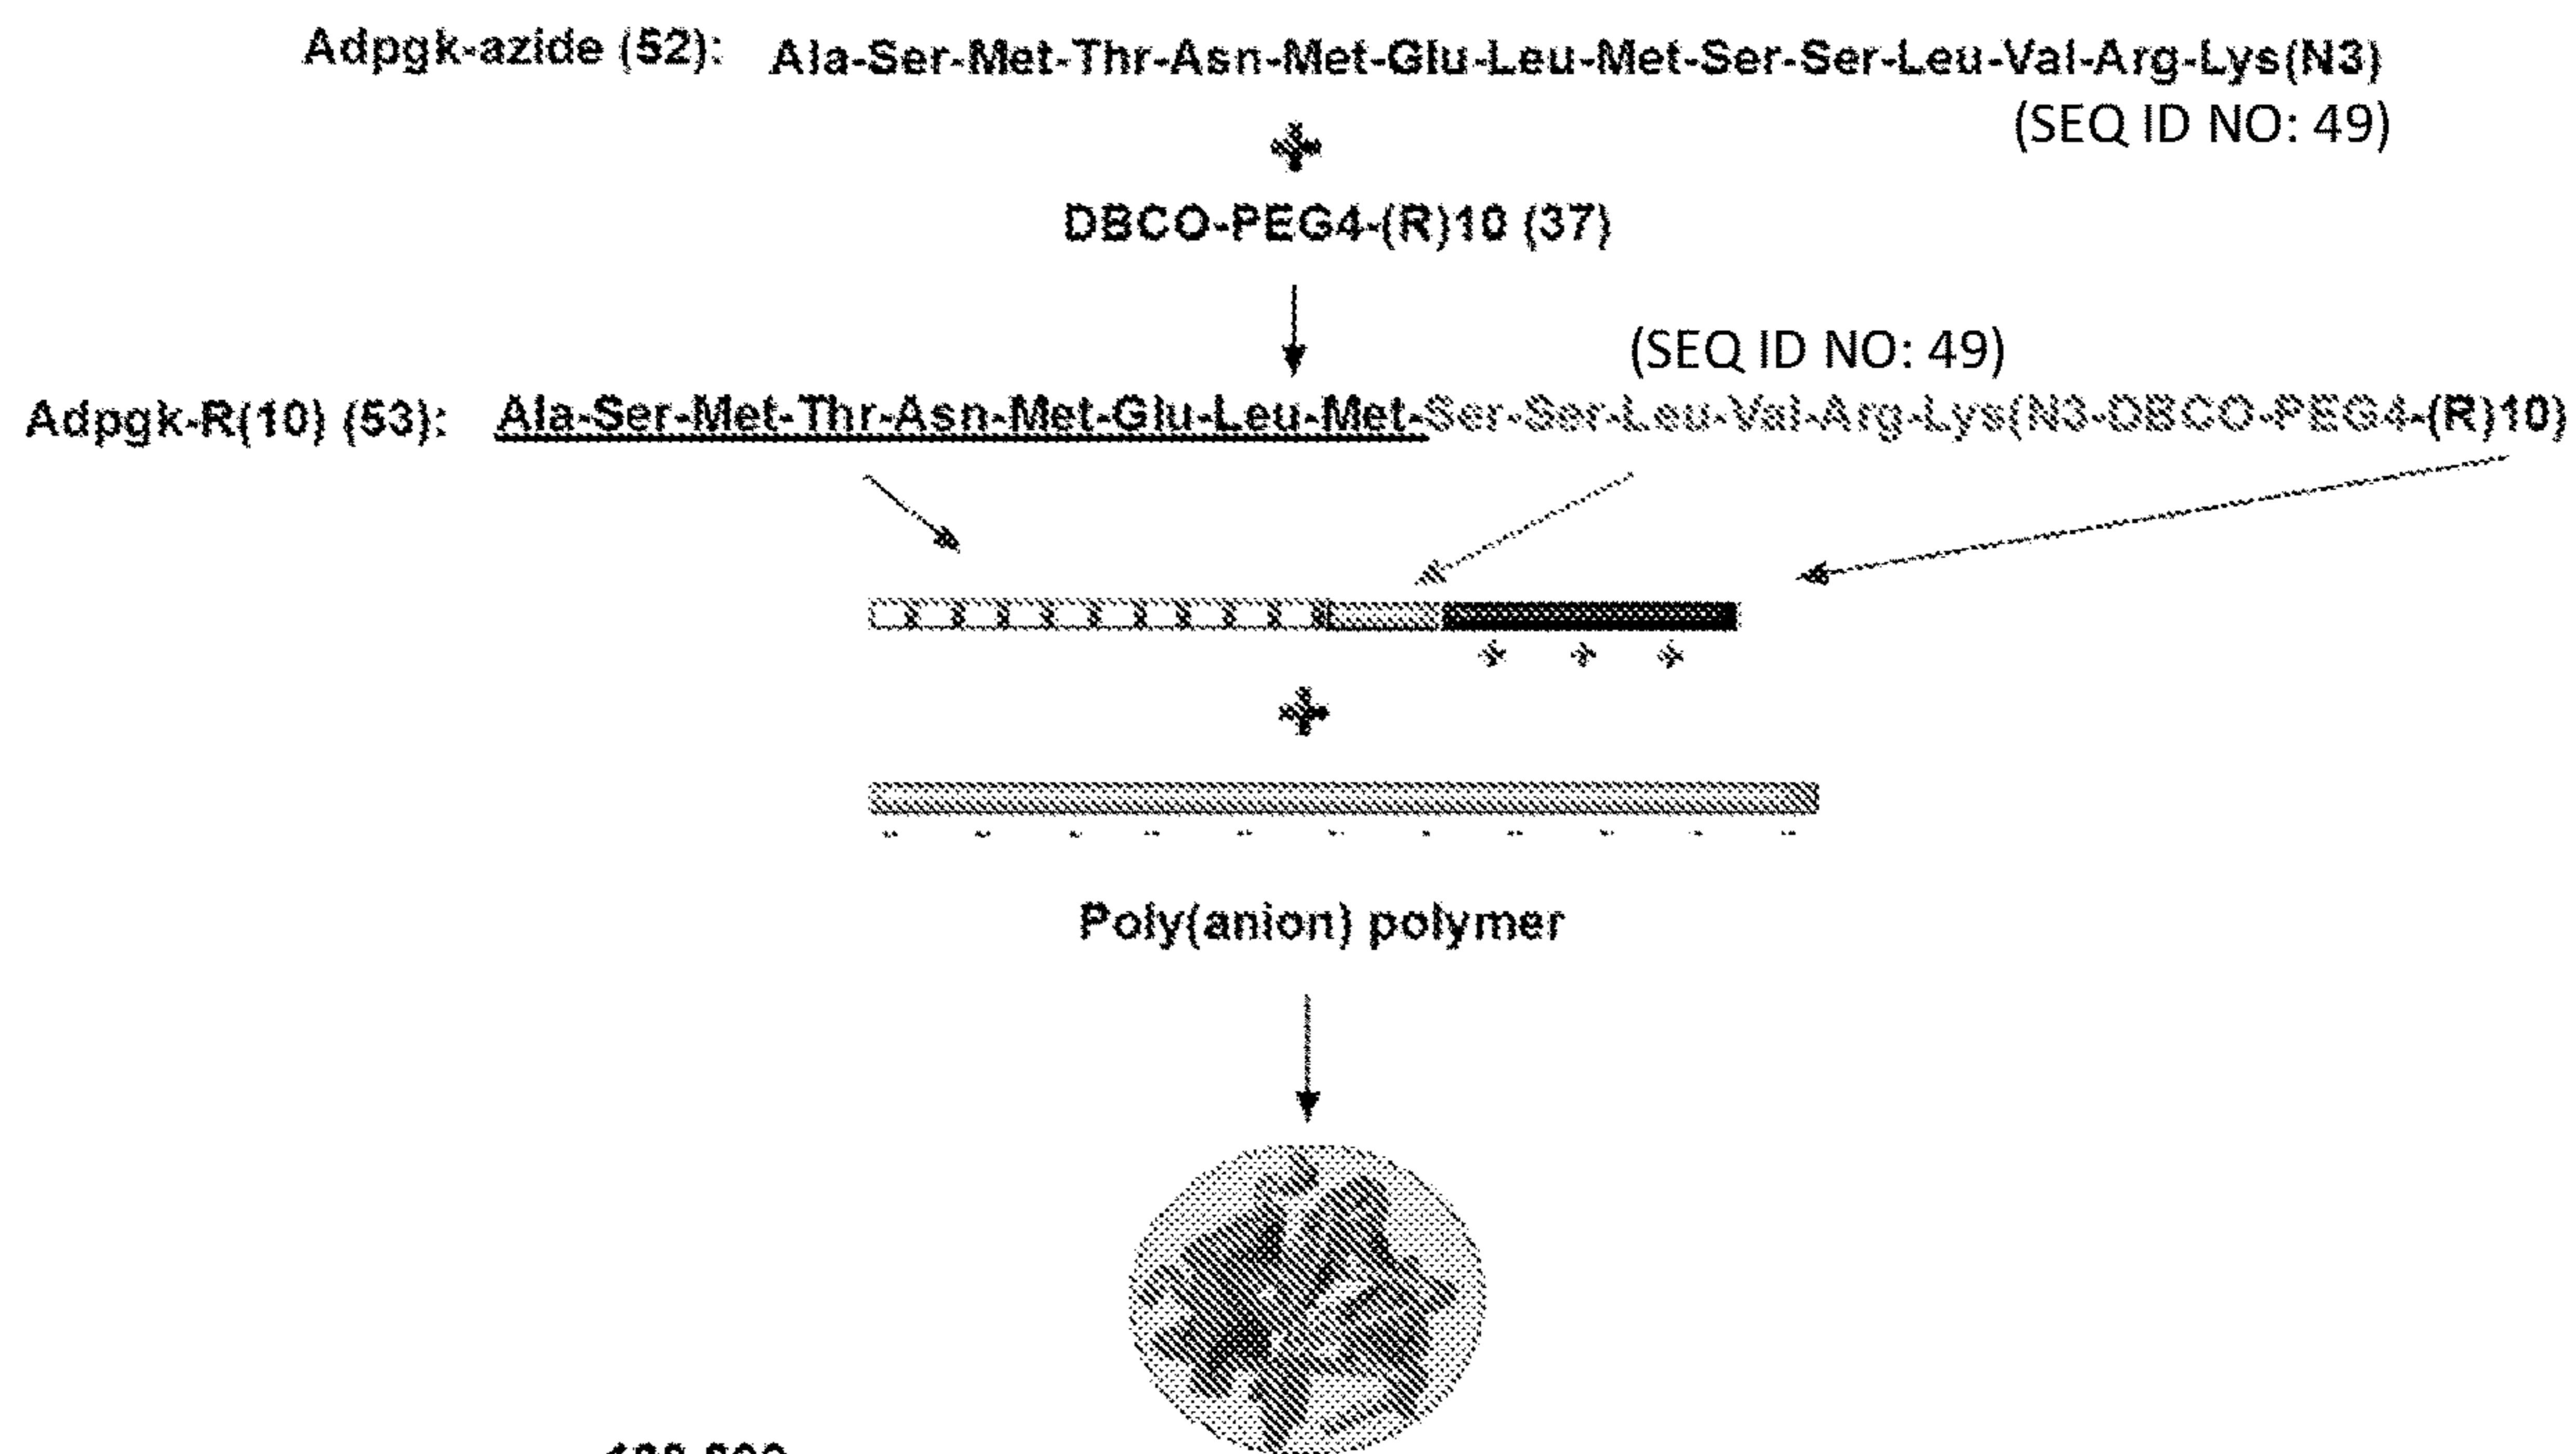 Adpgk-azide (52): Ala-Ser-Met-Thr-Asn-Met-Glu-Leu-Met-Ser-Ser-Leu-Val-Arg-Lys(N3)
(SEQ ID NO: 49)
+
DBCO-PEG4-(R)10 (37)
(SEQ ID NO: 49)
Adpgk-R(10) (53): Ala-Ser-Met-Thr-Asn-Met-Glu-Leu-Met-Ser-Ser-Leu-Val-Arg-Lys(N3-DBCO-PEG4-(R)10)
+ + +
+
Poly(anion) polymer